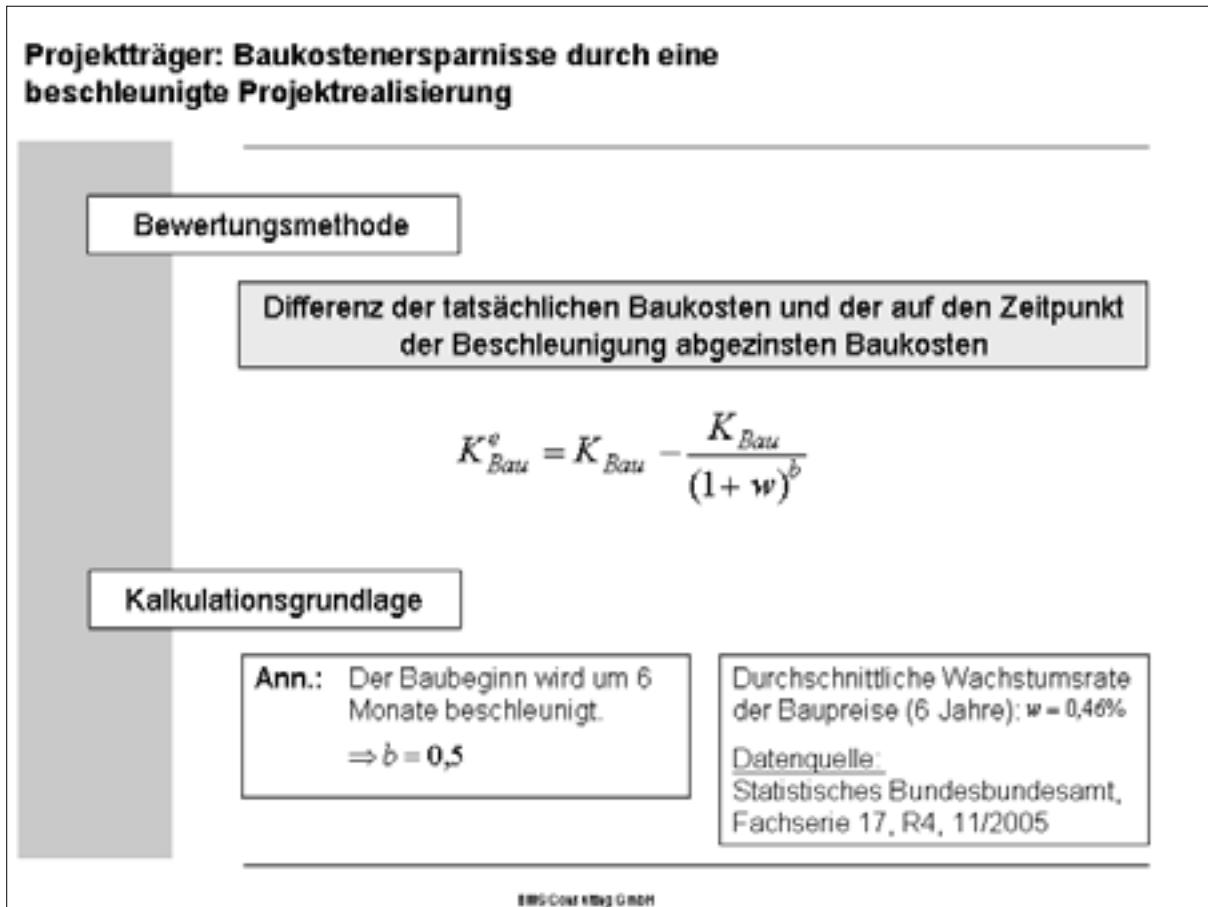 Projektträger: Baukostenersparnisse durch eine
beschleunigte Projektrealisierung
Bewertungsmethode
Differenz der tatsächlichen Baukosten und der auf den Zeitpunkt
der Beschleunigung abgezinsten Baukosten
K^e_Bau = K_Bau - K_Bau / (1 + w)^b
Kalkulationsgrundlage
Ann.: Der Baubeginn wird um 6
Monate beschleunigt.
⇒ b = 0,5
Durchschnittliche Wachstumsrate
der Baupreise (6 Jahre): w = 0,46%
Datenquelle:
Statistisches Bundesbundesamt,
Fachserie 17, R4, 11/2005
GmbH